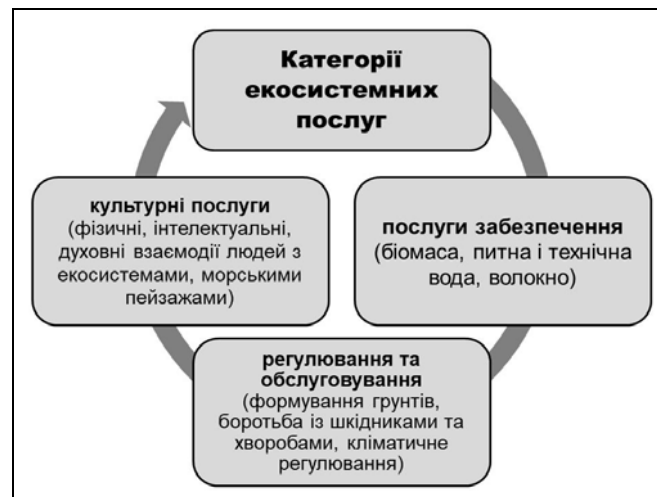 Категорії
екосистемних
послуг
культурні послуги
(фізичні, інтелектуальні,
духовні взаємодії людей з
екосистемами, морськими
пейзажами)
послуги забезпечення
(біомаса, питна і технічна
вода, волокно)
регулювання та
обслуговування
(формування грунтів,
боротьба із шкідниками та
хворобами, кліматичне
регулювання)